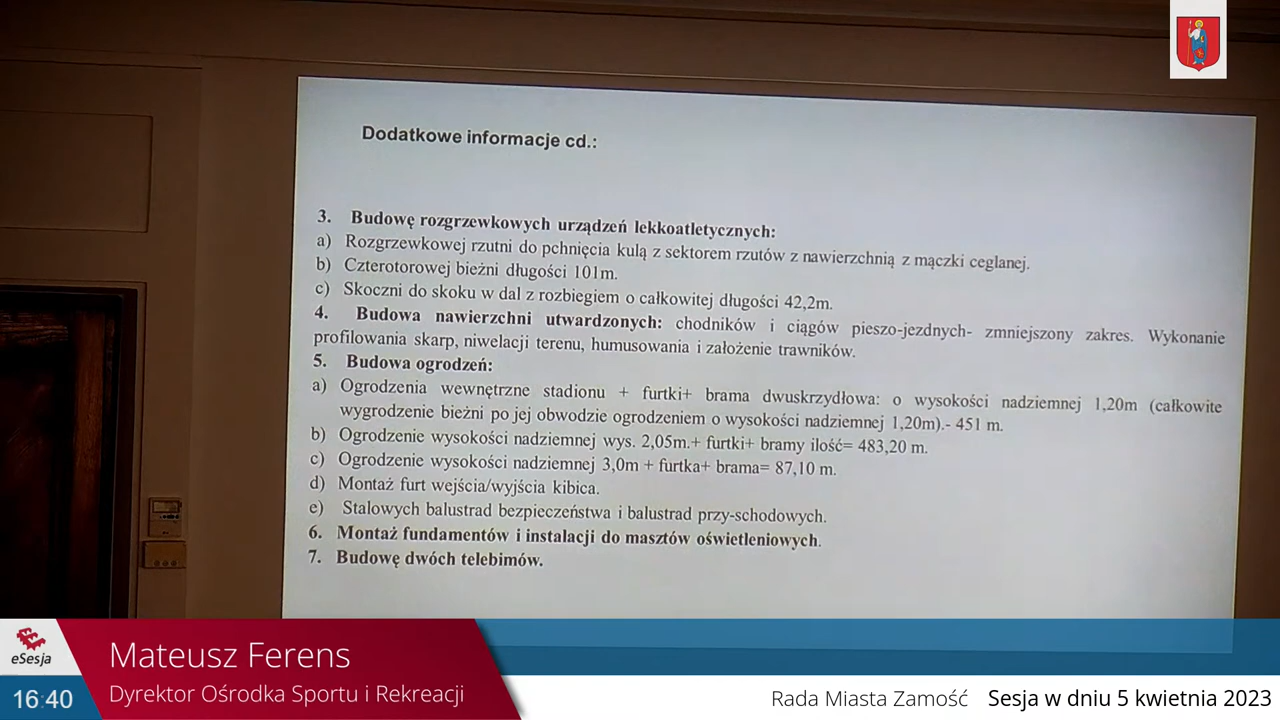 Dodatkowe informacje cd.:
3. Budowę rozgrzewkowych urządzeń lekkoatletycznych:
a) Rozgrzewkowej rzutni do pchnięcia kulą z sektorem rzutów z nawierzchnią z mączki ceglanej.
b) Czterotorowej bieżni długości 101m.
c) Skoczni do skoku w dal z rozbiegiem o całkowitej długości 42,2m.
4. Budowa nawierzchni utwardzonych: chodników i ciągów pieszo-jezdnych- zmniejszony zakres. Wykonanie
profilowania skarp, niwelacji terenu, humusowania i założenie trawników.
5. Budowa ogrodzeń:
a) Ogrodzenia wewnętrzne stadionu + furtki+ brama dwuskrzydłowa: o wysokości nadziemnej 1,20m (całkowite
wygrodzenie bieżni po jej obwodzie ogrodzeniem o wysokości nadziemnej 1,20m).- 451 m.
b) Ogrodzenie wysokości nadziemnej wys. 2,05m.+ furtki+ bramy ilość= 483,20 m.
c) Ogrodzenie wysokości nadziemnej 3,0m + furtka+ brama= 87,10 m.
d) Montaż furt wejścia/wyjścia kibica.
e) Stalowych balustrad bezpieczeństwa i balustrad przy-schodowych.
6. Montaż fundamentów i instalacji do masztów oświetleniowych.
7. Budowę dwóch telebimów.
eSesja
Mateusz Ferens
Dyrektor Ośrodka Sportu i Rekreacji
16:40
Rada Miasta Zamość Sesja w dniu 5 kwietnia 2023